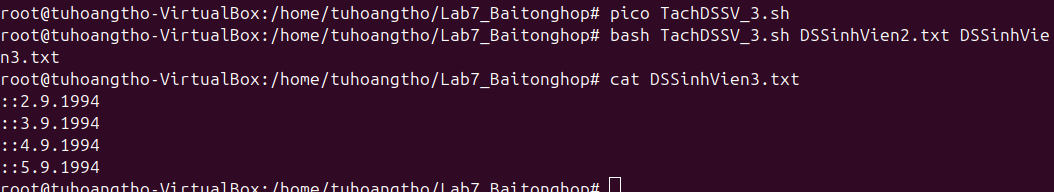 root@tuhoangtho-VirtualBox:/home/tuhoangtho/Lab7_Baitonghop# pico TachDSSV_3.sh
root@tuhoangtho-VirtualBox:/home/tuhoangtho/Lab7_Baitonghop# bash TachDSSV_3.sh DSSinhVien2.txt DSSinhVie
n3.txt
root@tuhoangtho-VirtualBox:/home/tuhoangtho/Lab7_Baitonghop# cat DSSinhVien3.txt
::2.9.1994
::3.9.1994
::4.9.1994
::5.9.1994
root@tuhoangtho-VirtualBox:/home/tuhoangtho/Lab7_Baitonghop#